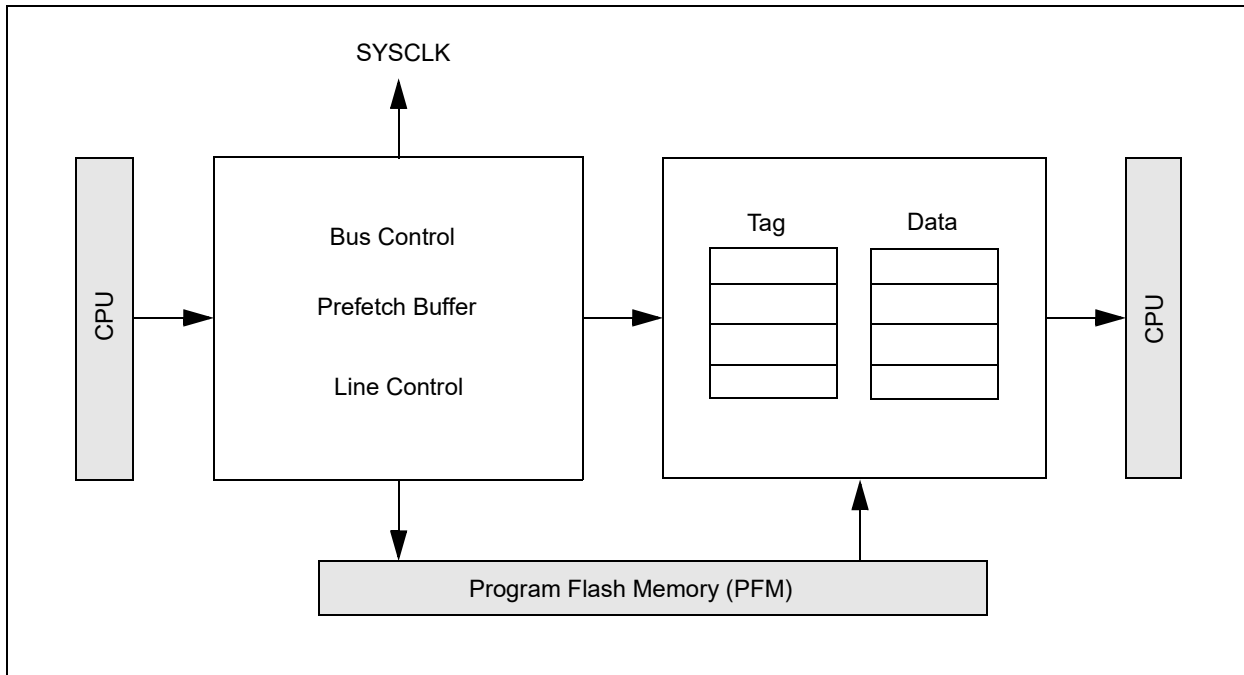 SYSCLK
CPU
Bus Control
Prefetch Buffer
Line Control
Tag
Data
CPU
Program Flash Memory (PFM)